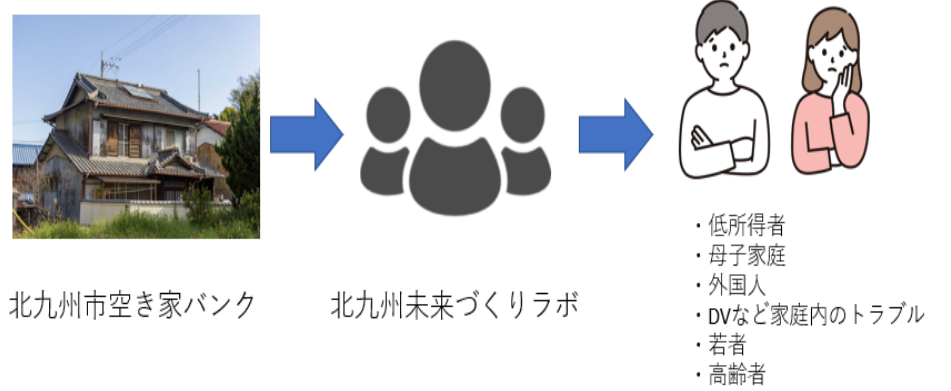 北九州市空き家バンク
北九州未来づくりラボ
・低所得者
・母子家庭
・外国人
・DVなど家庭内のトラブル
・若者
・高齢者